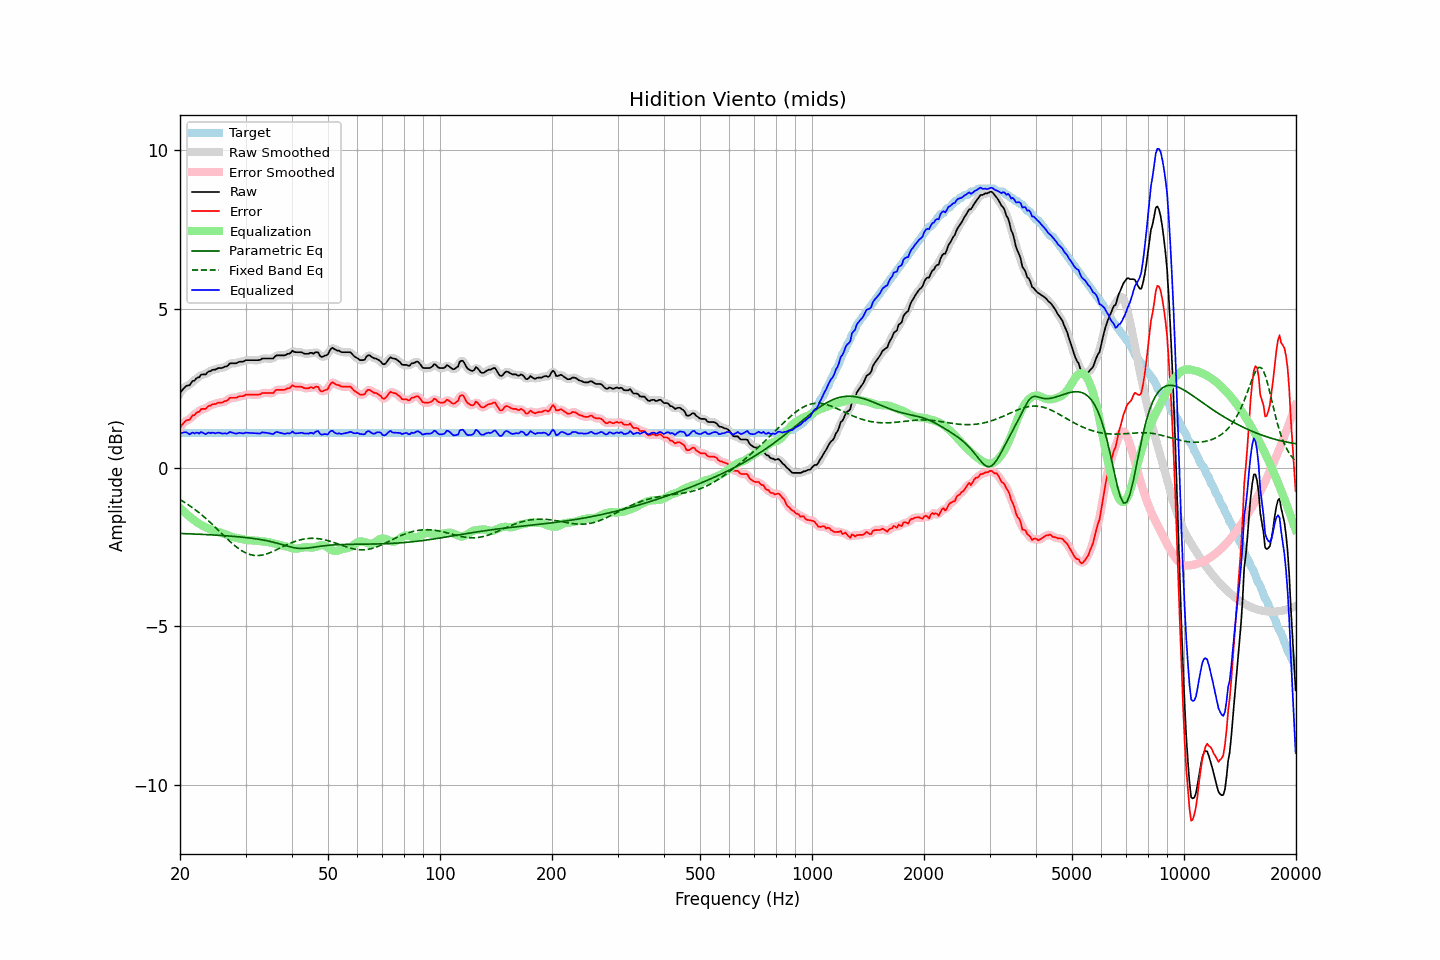 Hidition Viento (mids)
Target
Raw Smoothed
Error Smoothed
Raw
Error
Equalization
Parametric Eq
Fixed Band Eq
Equalized
10
5
0
−5
−10
Amplitude (dBr)
20 50 100 200 500 1000 2000 5000 10000 20000
Frequency (Hz)